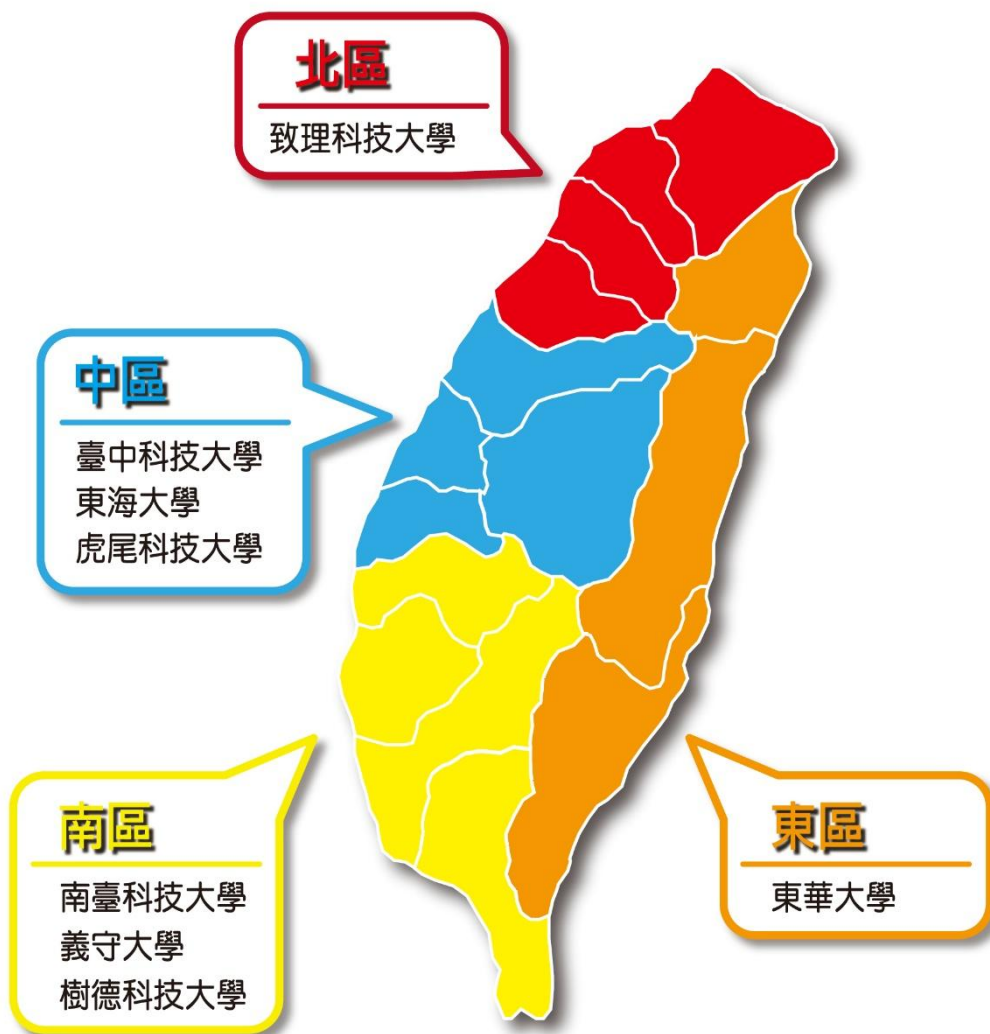 北區
致理科技大學
中區
臺中科技大學
東海大學
虎尾科技大學
南區
南臺科技大學
義守大學
樹德科技大學
東區
東華大學